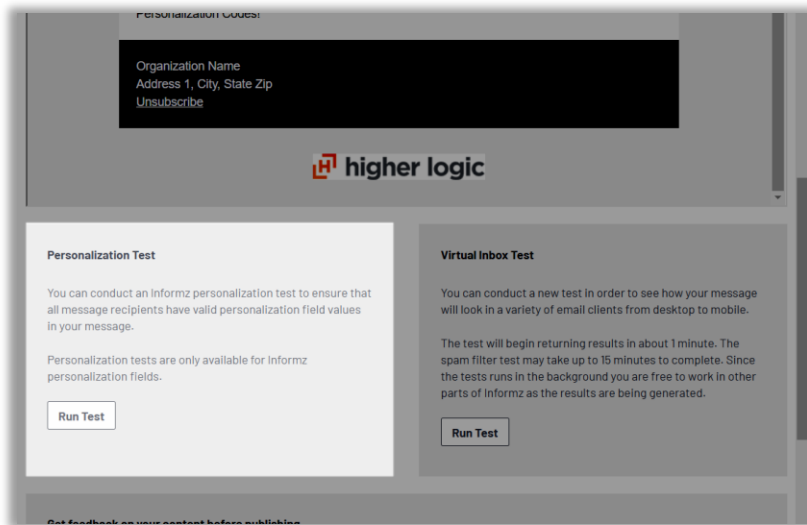 Personalization Codes!
Organization Name
Address 1, City, State Zip
Unsubscribe
higher logic
Personalization Test
You can conduct an Informz personalization test to ensure that
all message recipients have valid personalization field values
in your message.
Personalization tests are only available for Informz
personalization fields.
Run Test
Virtual Inbox Test
You can conduct a new test in order to see how your message
will look in a variety of email clients from desktop to mobile.
The test will begin returning results in about 1 minute. The
spam filter test may take up to 15 minutes to complete. Since
the tests runs in the background you are free to work in other
parts of Informz as the results are being generated.
Run Test
Get feedback on your content before publishing